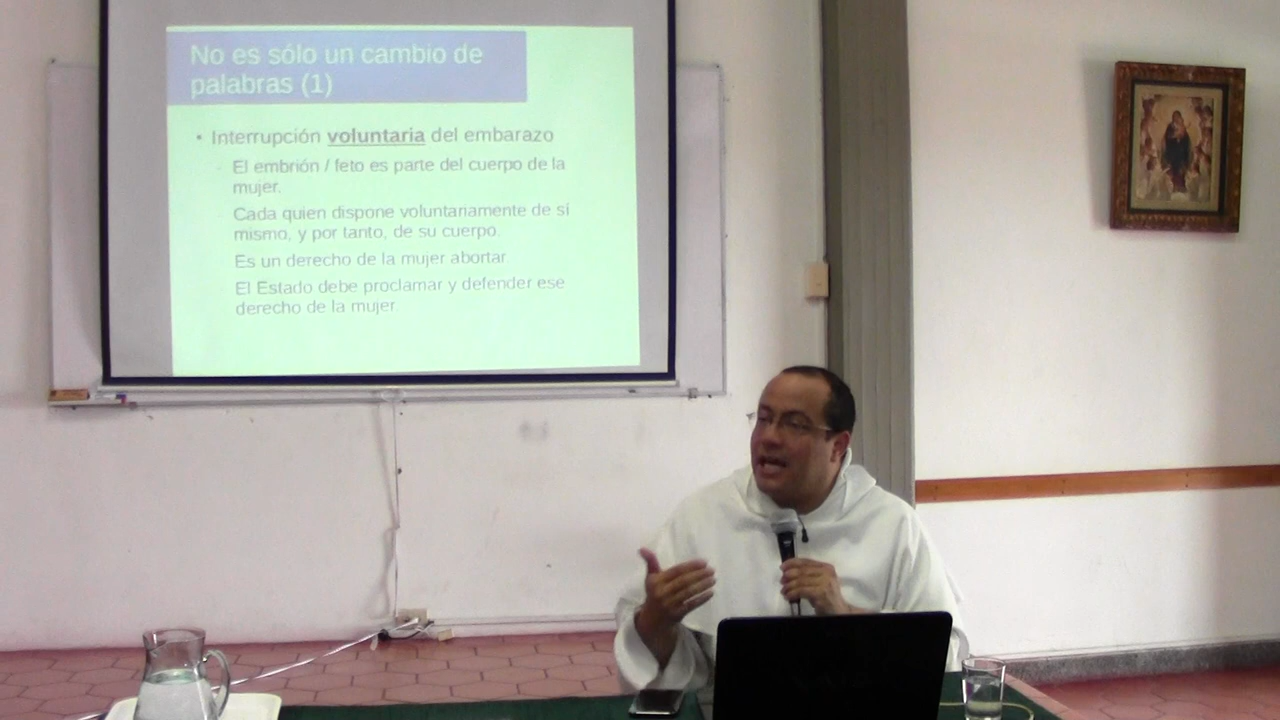 No es sólo un cambio de
palabras (1)
• Interrupción voluntaria del embarazo
- El embrión / feto es parte del cuerpo de la
mujer.
Cada quien dispone voluntariamente de sí
mismo, y por tanto, de su cuerpo.
Es un derecho de la mujer abortar
El Estado debe proclamar y defender ese
derecho de la mujer.